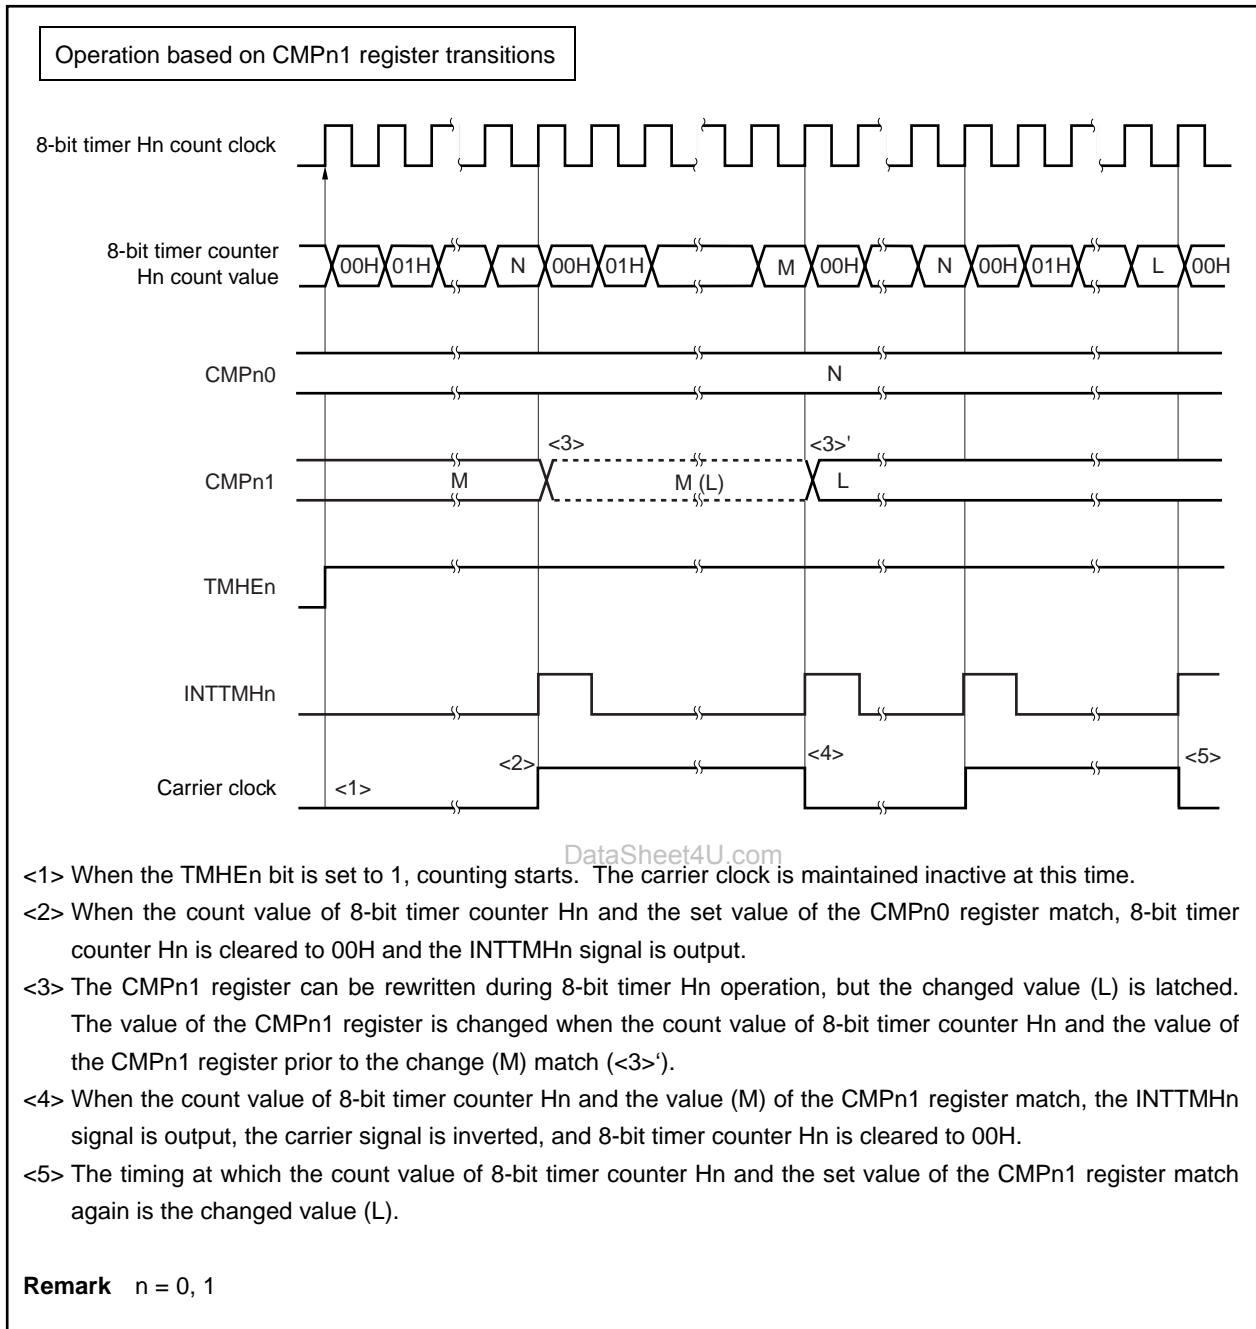 Operation based on CMPn1 register transitions
8-bit timer Hn count clock
8-bit timer counter
Hn count value
00H 01H N 00H 01H M 00H N 00H 01H L 00H
CMPn0
N
<3> <3>'
CMPn1
M M (L) L
TMHEn
INTTMHn
<2> <4> <5>
Carrier clock
<1>
DataSheet4U.com
<1> When the TMHEn bit is set to 1, counting starts. The carrier clock is maintained inactive at this time.
<2> When the count value of 8-bit timer counter Hn and the set value of the CMPn0 register match, 8-bit timer
counter Hn is cleared to 00H and the INTTMHn signal is output.
<3> The CMPn1 register can be rewritten during 8-bit timer Hn operation, but the changed value (L) is latched.
The value of the CMPn1 register is changed when the count value of 8-bit timer counter Hn and the value of
the CMPn1 register prior to the change (M) match (<3>‘).
<4> When the count value of 8-bit timer counter Hn and the value (M) of the CMPn1 register match, the INTTMHn
signal is output, the carrier signal is inverted, and 8-bit timer counter Hn is cleared to 00H.
<5> The timing at which the count value of 8-bit timer counter Hn and the set value of the CMPn1 register match
again is the changed value (L).
Remark n = 0, 1